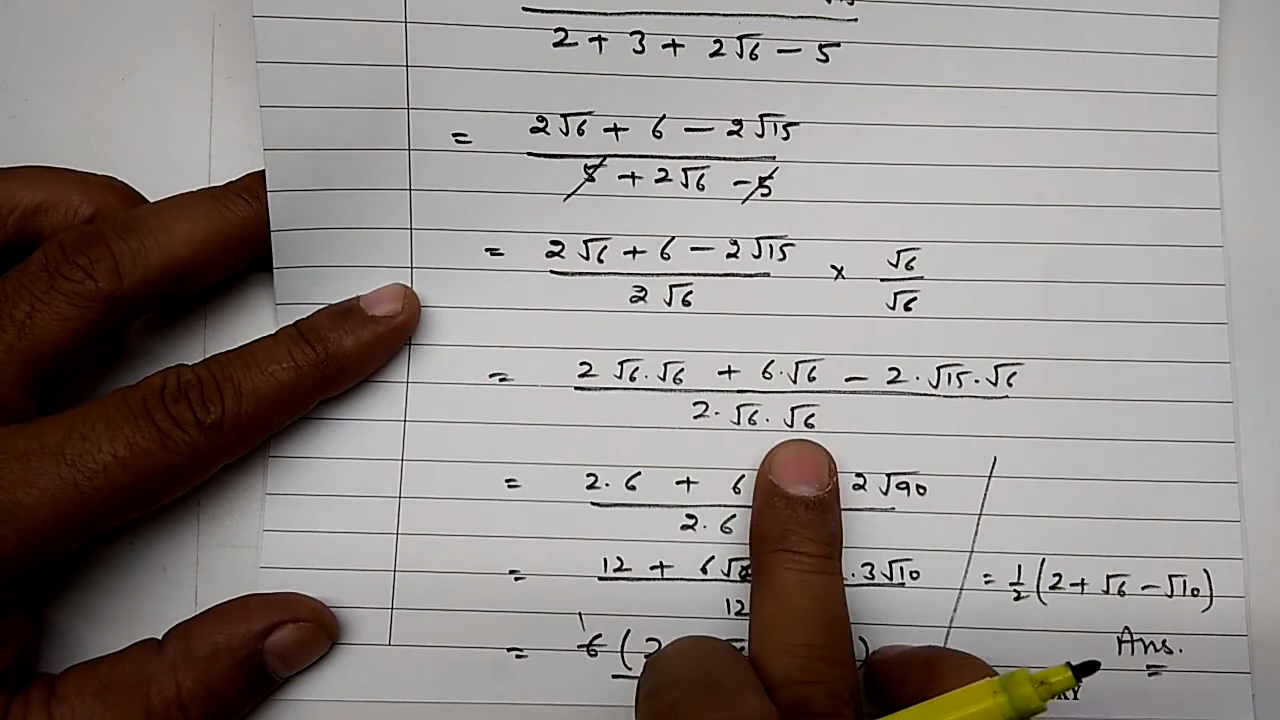 2 + 3 + 2√6 − 5
= 2√6 + 6 − 2√15
5 + 2√6 − 5
= 2√6 + 6 − 2√15 × √6
2√6 √6
= 2√6.√6 + 6.√6 − 2.√15.√6
2.√6.√6
= 2.6 + 6 2√90
2.6
= 12 + 6√ .3√10 = 1/2 (2 + √6 − √10)
12
= 6 (2 ) Ans.